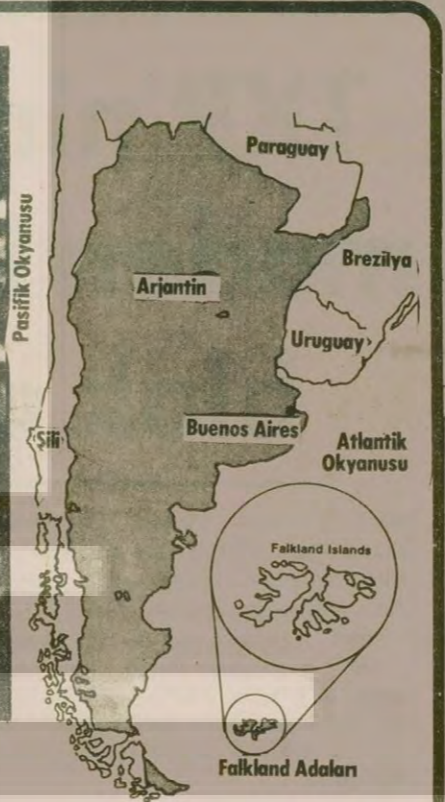 Paraguay
Pasifik Okyanusu
Brezilya
Arjantin
Uruguay
Buenos Aires
Şili
Atlantik
Okyanusu
Falkland Islands
Falkland Adaları